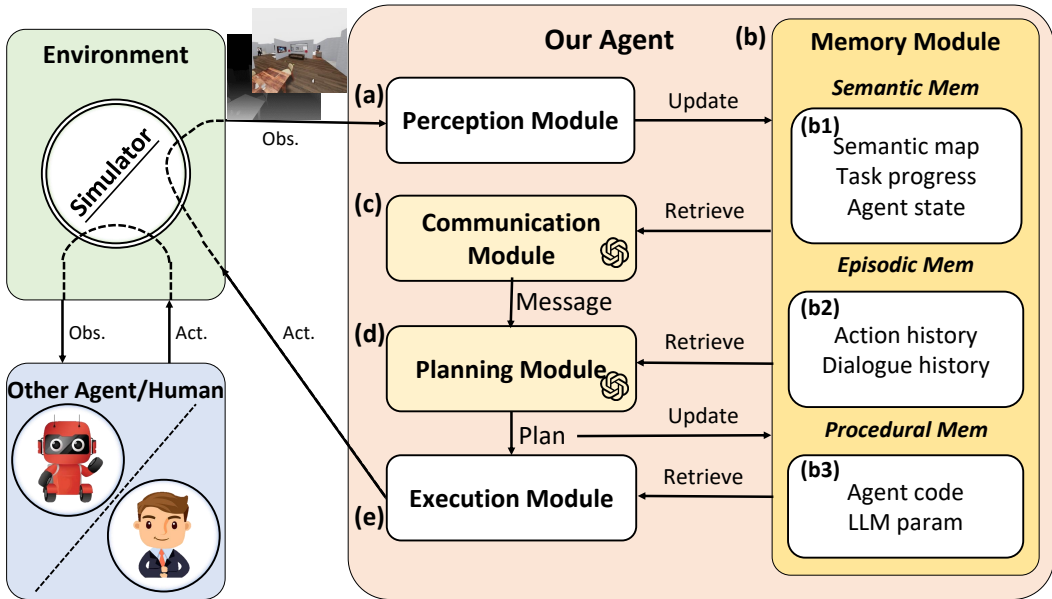 Environment
Simulator
Obs.
Act.
Other Agent/Human
Obs.
Act.
Our Agent
(a)
Perception Module
Update
(c)
Communication
Module
Retrieve
Message
(d)
Planning Module
Retrieve
Plan
Update
(e)
Execution Module
Retrieve
(b)
Memory Module
Semantic Mem
(b1)
Semantic map
Task progress
Agent state
Episodic Mem
(b2)
Action history
Dialogue history
Procedural Mem
(b3)
Agent code
LLM param